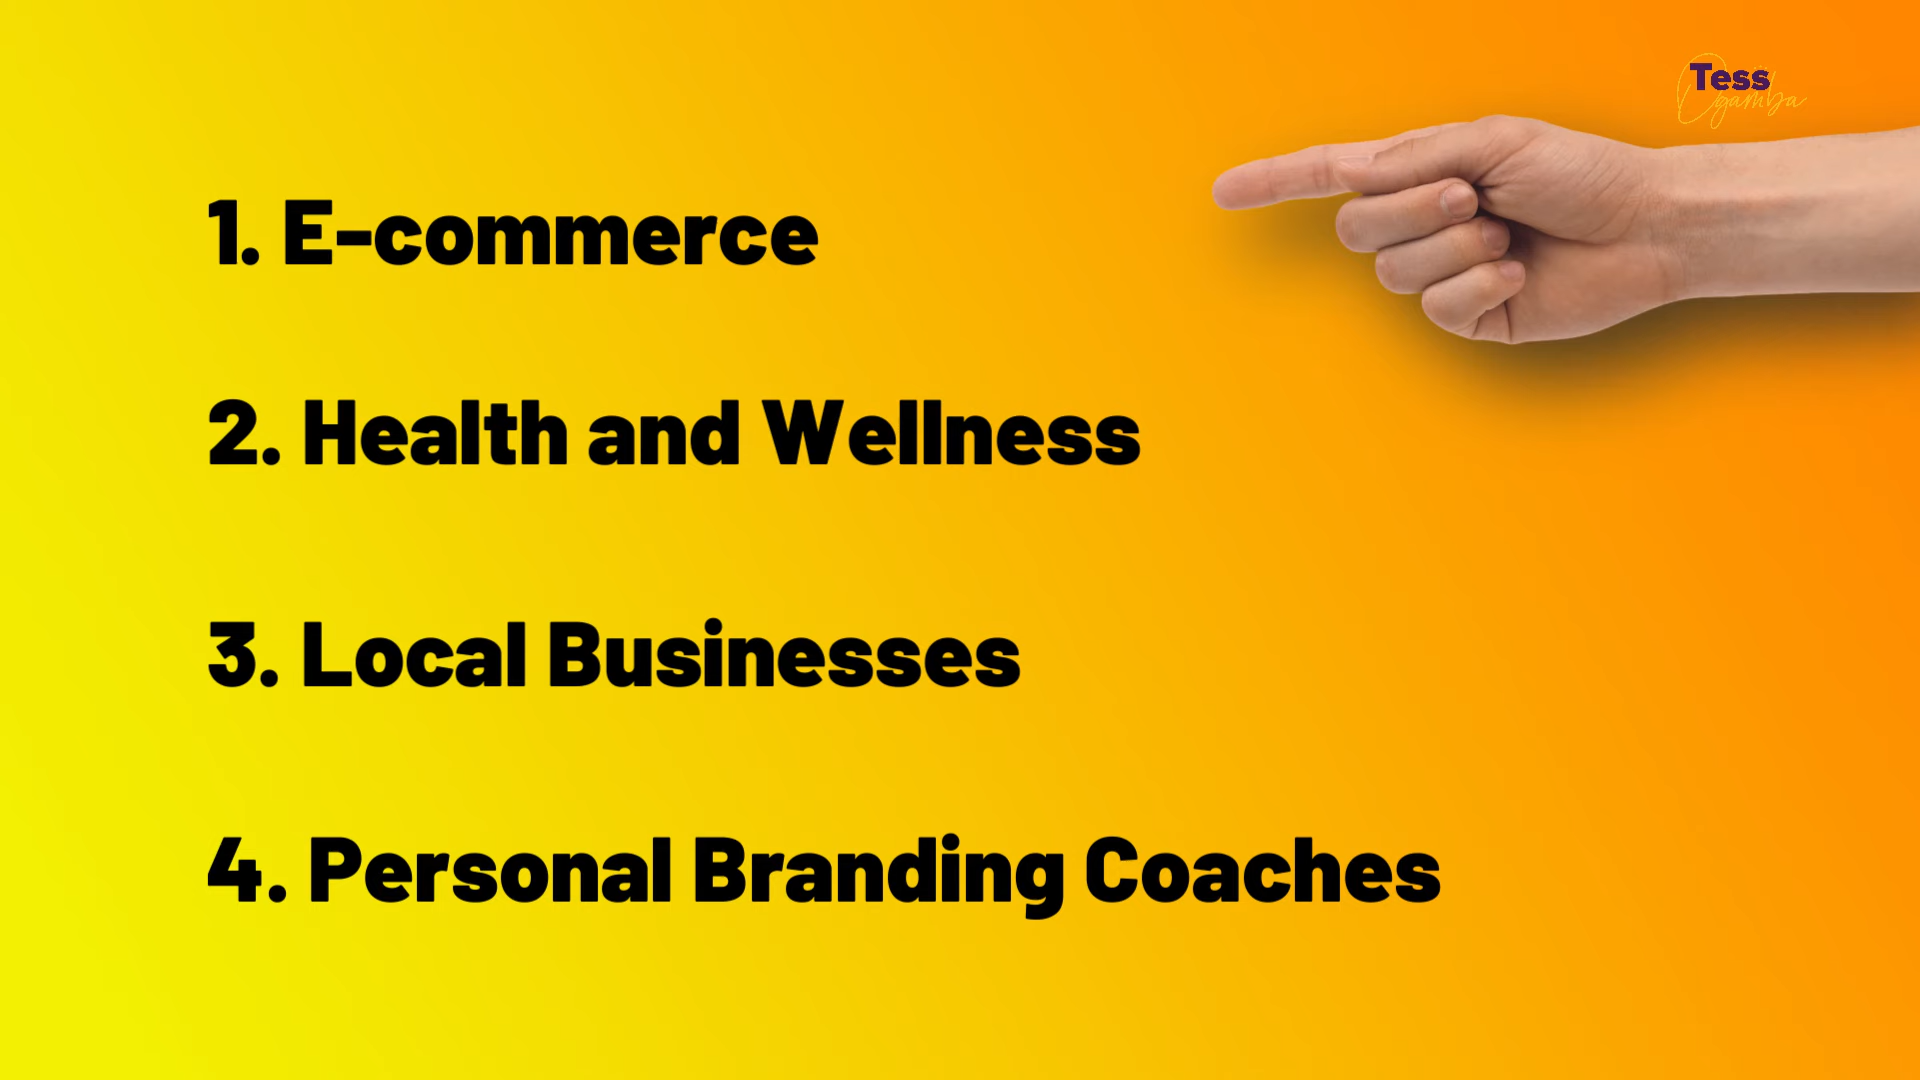 Tess
Ogamba
1. E-commerce
2. Health and Wellness
3. Local Businesses
4. Personal Branding Coaches